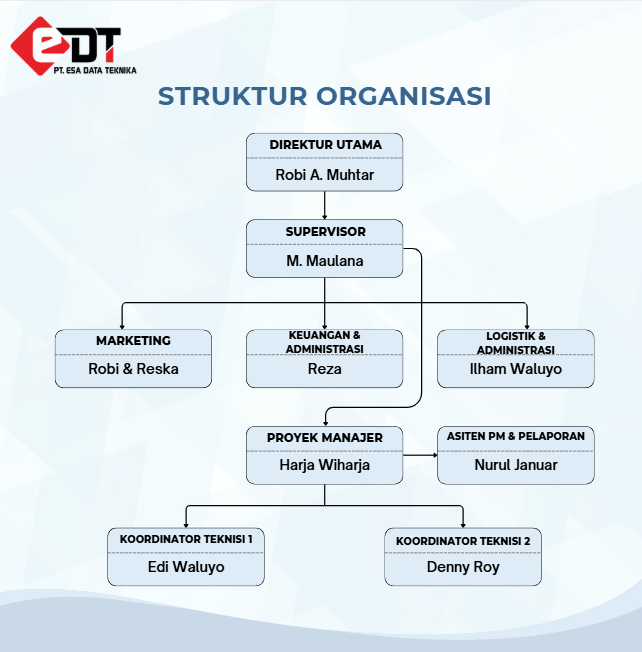 eDT
PT. ESA DATA TEKNIKA
STRUKTUR ORGANISASI
DIREKTUR UTAMA
Robi A. Muhtar
SUPERVISOR
M. Maulana
MARKETING
Robi & Reska
KEUANGAN &
ADMINISTRASI
Reza
LOGISTIK &
ADMINISTRASI
Ilham Waluyo
PROYEK MANAJER
Harja Wiharja
ASITEN PM & PELAPORAN
Nurul Januar
KOORDINATOR TEKNISI 1
Edi Waluyo
KOORDINATOR TEKNISI 2
Denny Roy